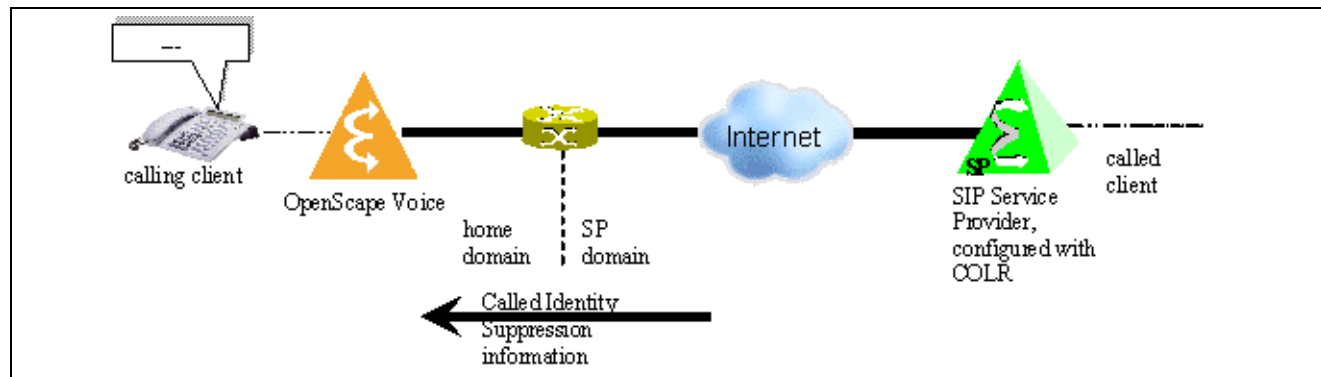 ---
calling client
OpenScape Voice
Internet
SP
called
client
SIP Service
Provider,
configured with
COLR
home
domain
SP
domain
Called Identity
Suppression
information